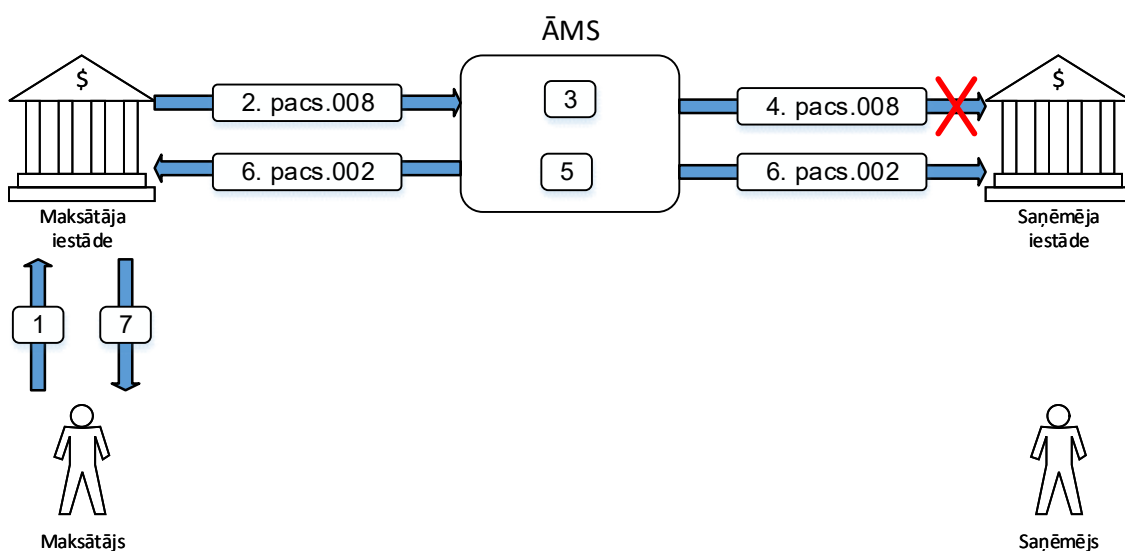 ĀMS
$
2. pacs.008
3
4. pacs.008
$
6. pacs.002
5
6. pacs.002
Maksātāja
iestāde
Saņēmēja
iestāde
1
7
Maksātājs
Saņēmējs